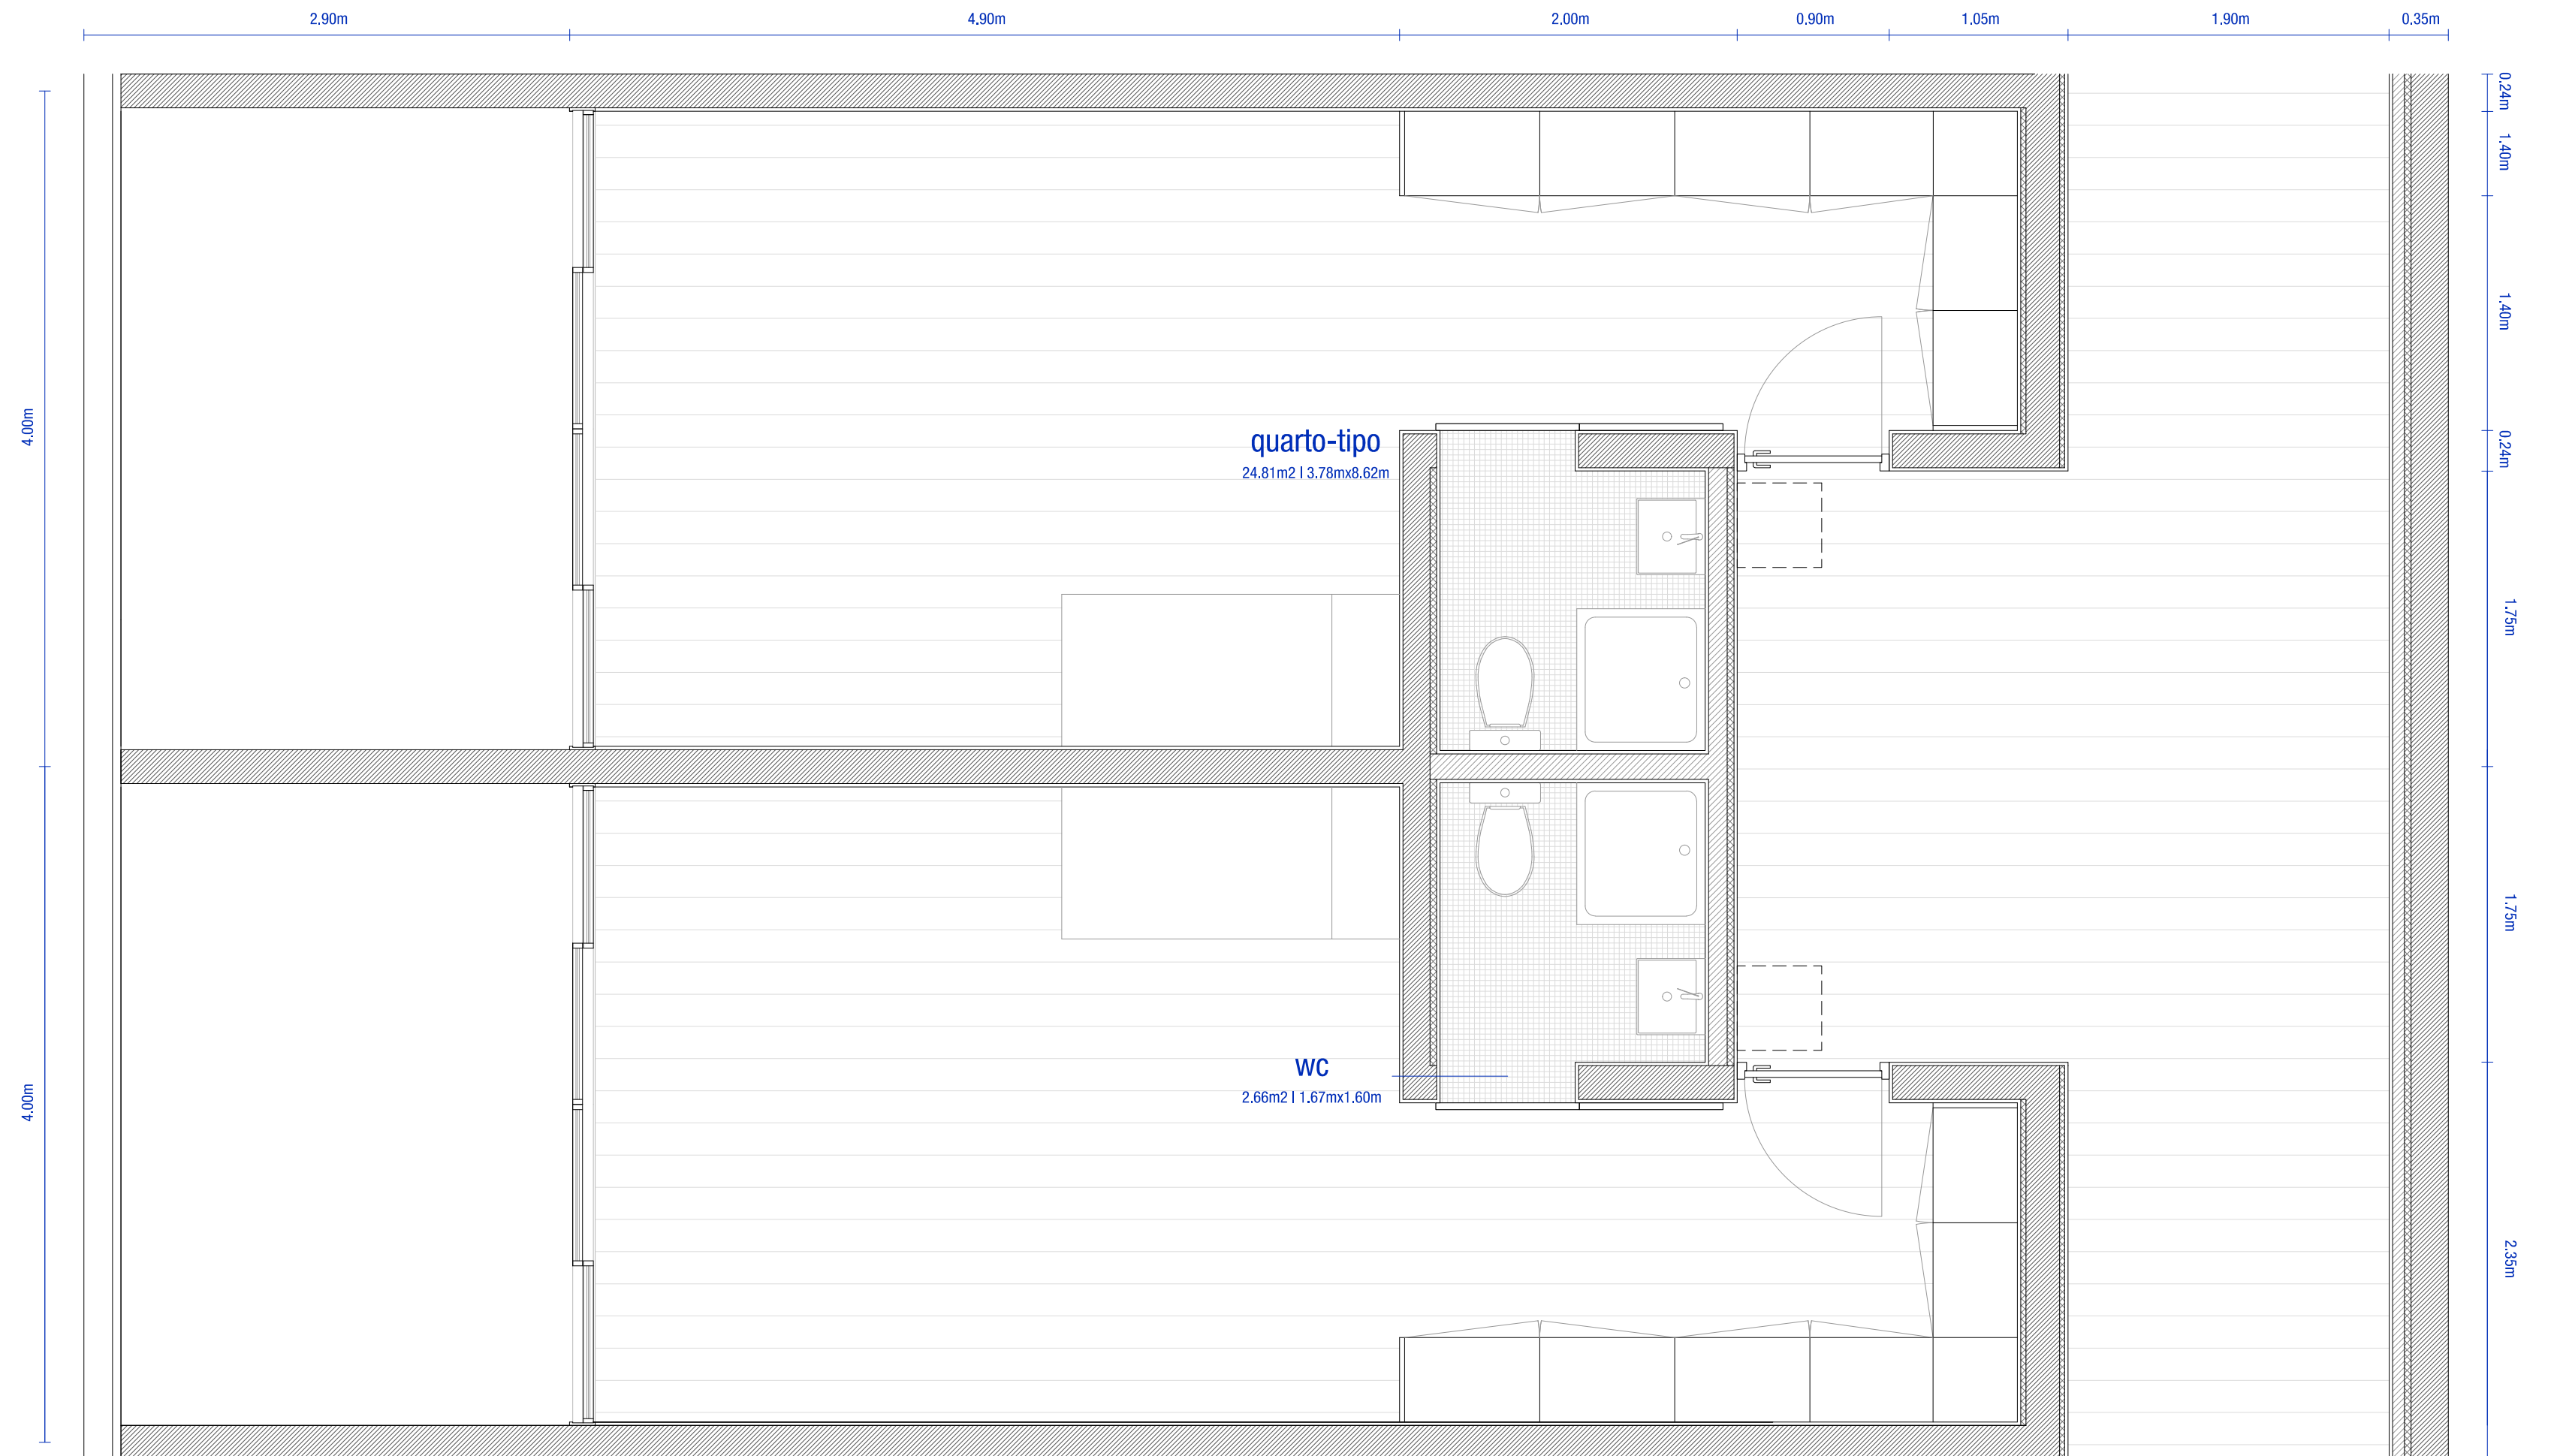 2.90m
4.90m
2.00m
0.90m
1.05m
1.90m
0.35m
0.24m
1.40m
1.40m
4.00m
quarto-tipo
24.81m2 | 3.78mx8.62m
0.24m
1.75m
1.75m
wc
2.66m2 | 1.67mx1.60m
4.00m
2.35m